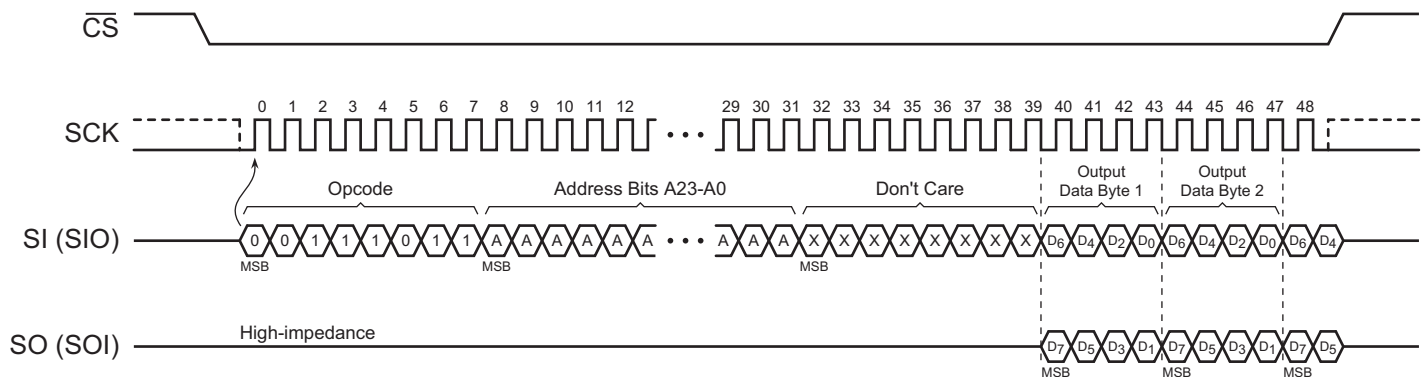 CS
0 1 2 3 4 5 6 7 8 9 10 11 12 29 30 31 32 33 34 35 36 37 38 39 40 41 42 43 44 45 46 47 48
SCK
Output Data Byte 1
Output Data Byte 2
Opcode Address Bits A23-A0 Don't Care
SI (SIO) 0 0 1 1 1 0 1 1 A A A A A A A A A X X X X X X X X D6 D4 D2 D0 D6 D4 D2 D0 D6 D4
MSB MSB MSB
High-impedance
SO (SOI) D7 D5 D3 D1 D7 D5 D3 D1 D7 D5
MSB MSB MSB